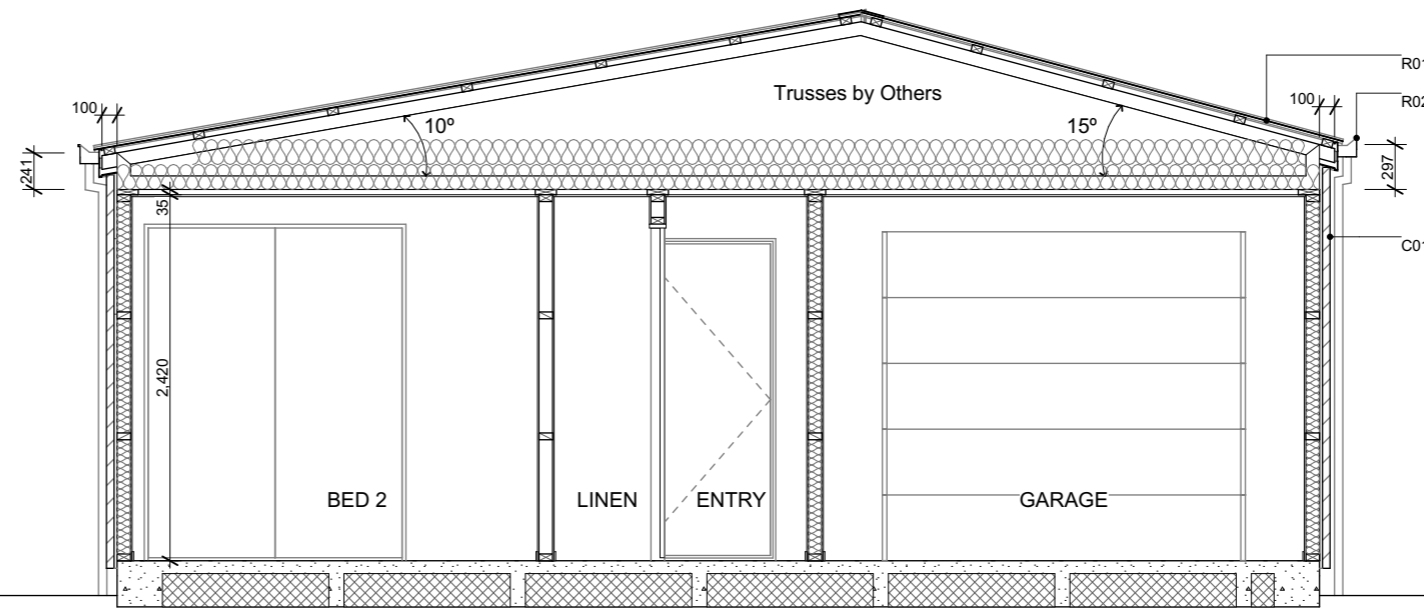 R01
Trusses by Others
100
100
R02
10º
15º
241
297
35
C01
2,420
BED 2
LINEN
ENTRY
GARAGE